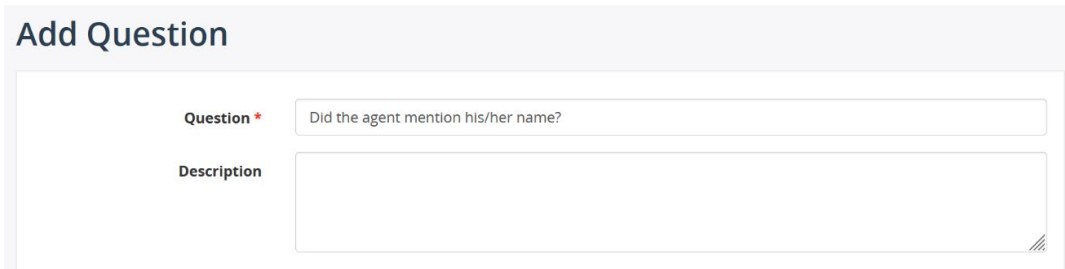 Add Question
Question * Did the agent mention his/her name?
Description